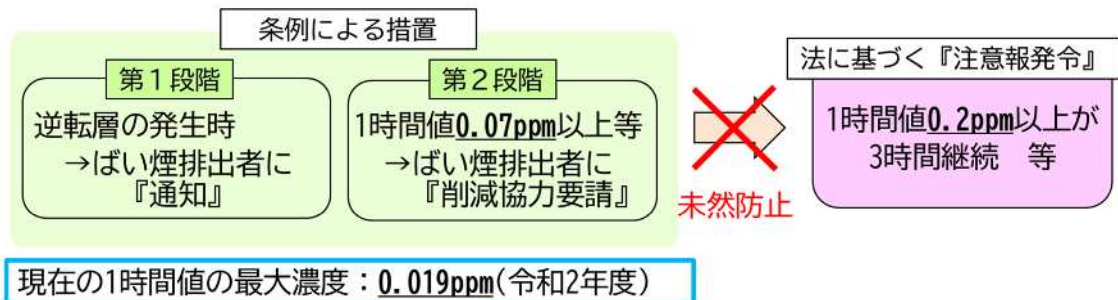 条例による措置
第1段階
逆転層の発生時
→ばい煙排出者に
『通知』
第2段階
1時間値0.07ppm以上等
→ばい煙排出者に
『削減協力要請』
未然防止
法に基づく『注意報発令』
1時間値0.2ppm以上が
3時間継続 等
現在の1時間値の最大濃度：0.019ppm(令和2年度)